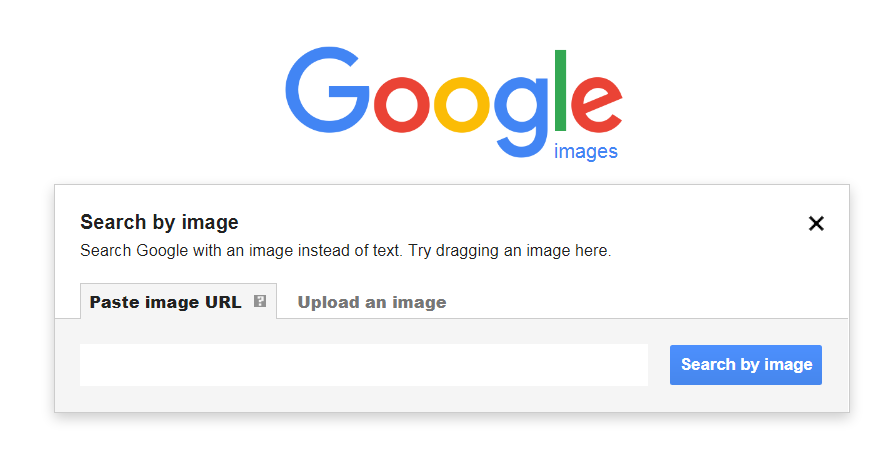 Google
images
Search by image
Search Google with an image instead of text. Try dragging an image here.
Paste image URL ? Upload an image
Search by image